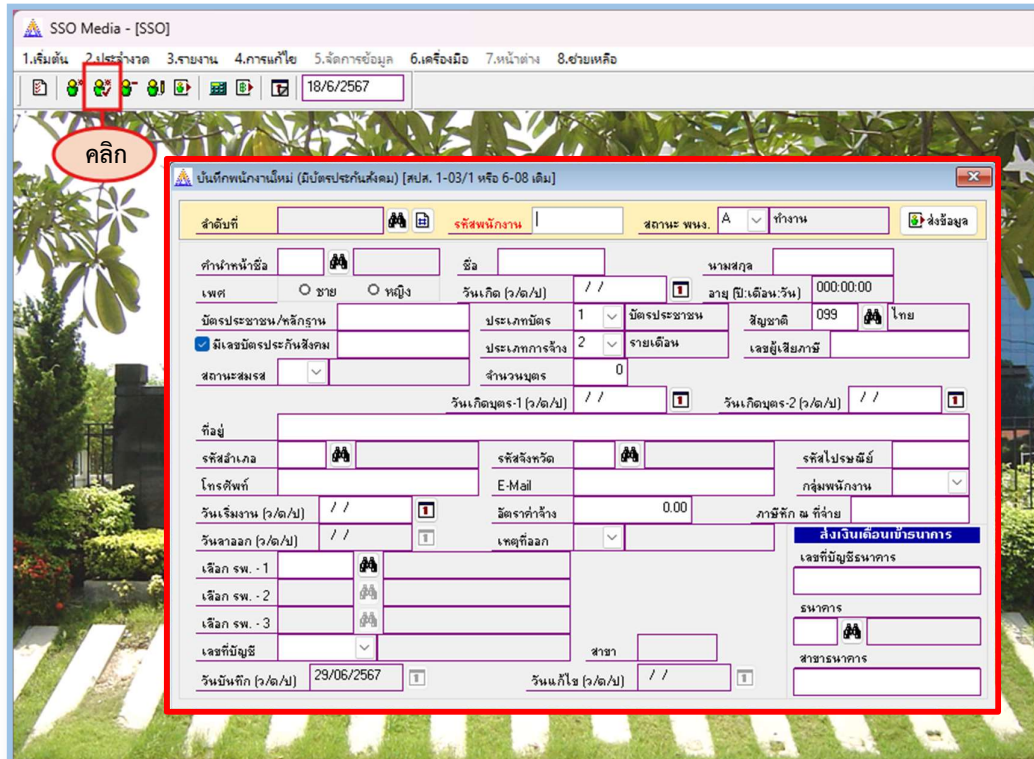 SSO Media - [SSO]
1.เริ่มต้น 2.ประจำงวด 3.รายงาน 4.การแก้ไข 5.จัดการข้อมูล 6.เครื่องมือ 7.หน้าต่าง 8.ช่วยเหลือ
18/6/2567
คลิก
บันทึกพนักงานใหม่ (มีบัตรประกันสังคม) [สปส. 1-03/1 หรือ 6-08 เดิม]
ลำดับที่ รหัสพนักงาน สถานะ พนง. A ทำงาน ส่งข้อมูล
คำนำหน้าชื่อ ชื่อ นามสกุล
เพศ ชาย หญิง วันเกิด (ว/ด/ป) / / 1 อายุ (ปี:เดือน:วัน) 000:00:00
บัตรประชาชน/หลักฐาน ประเภทบัตร 1 บัตรประชาชน สัญชาติ 099 ไทย
มีเลขบัตรประกันสังคม ประเภทการจ้าง 2 รายเดือน เลขผู้เสียภาษี
สถานะสมรส จำนวนบุตร 0
วันเกิดบุตร-1 (ว/ด/ป) / / 1 วันเกิดบุตร-2 (ว/ด/ป) / / 1
ที่อยู่
รหัสอำเภอ รหัสจังหวัด รหัสไปรษณีย์
โทรศัพท์ E-Mail กลุ่มพนักงาน
วันเริ่มงาน (ว/ด/ป) / / 1 อัตราค่าจ้าง 0.00 ภาษีหัก ณ ที่จ่าย
วันลาออก (ว/ด/ป) / / 1 เหตุที่ออก ส่งเงินเดือนเข้าธนาคาร
เลือก รพ. - 1 เลขที่บัญชีธนาคาร
เลือก รพ. - 2
เลือก รพ. - 3 ธนาคาร
เลขที่บัญชี สาขา สาขาธนาคาร
วันบันทึก (ว/ด/ป) 29/06/2567 1 วันแก้ไข (ว/ด/ป) / / 1